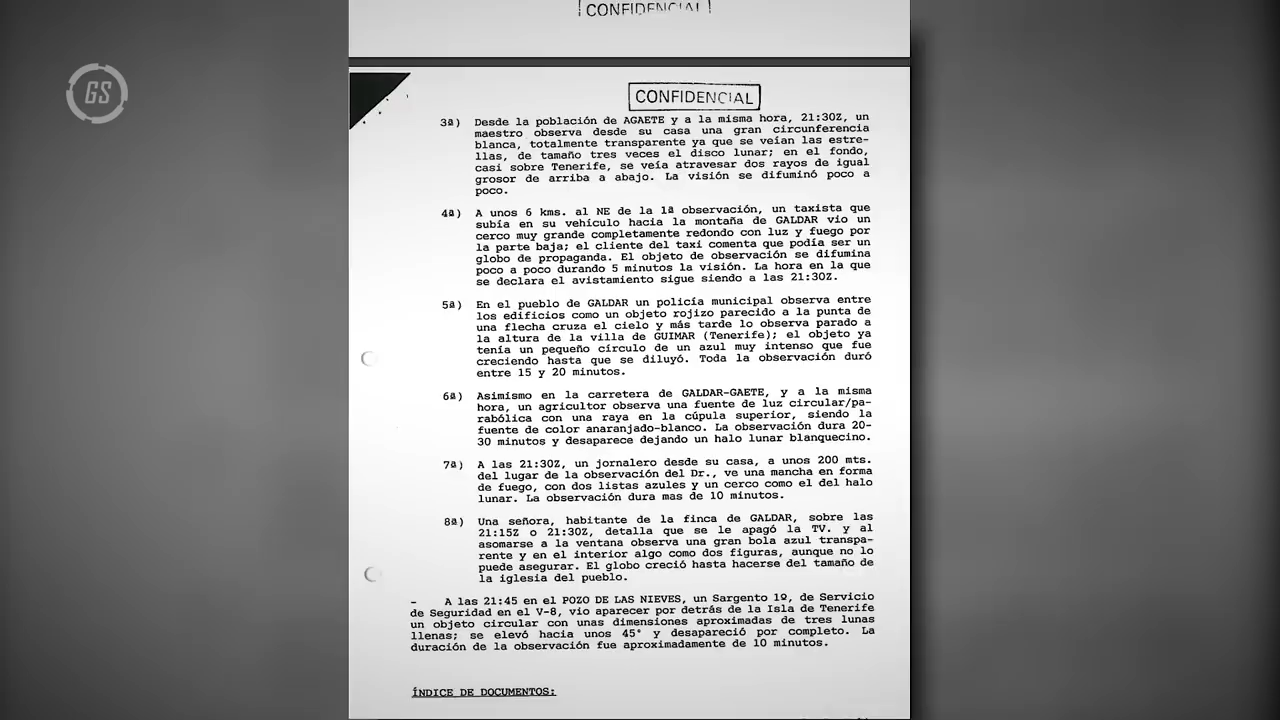 CONFIDENCIAL
GS
CONFIDENCIAL
3ª) Desde la población de AGAETE y a la misma hora, 21:30Z, un
maestro observa desde su casa una gran circunferencia
blanca, totalmente transparente ya que se veían las estre-
llas, de tamaño tres veces el disco lunar; en el fondo,
casi sobre Tenerife, se veía atravesar dos rayos de igual
grosor de arriba a abajo. La visión se difuminó poco a
poco.
4ª) A unos 6 kms. al NE de la 1ª observación, un taxista que
subía en su vehículo hacia la montaña de GALDAR vio un
cerco muy grande completamente redondo con luz y fuego por
la parte baja; el cliente del taxi comenta que podía ser un
globo de propaganda. El objeto de observación se difumina
poco a poco durando 5 minutos la visión. La hora en la que
se declara el avistamiento sigue siendo a las 21:30Z.
5ª) En el pueblo de GALDAR un policía municipal observa entre
los edificios como un objeto rojizo parecido a la punta de
una flecha cruza el cielo y más tarde lo observa parado a
la altura de la villa de GUIMAR (Tenerife); el objeto ya
tenía un pequeño círculo de un azul muy intenso que fue
creciendo hasta que se diluyó. Toda la observación duró
entre 15 y 20 minutos.
6ª) Asimismo en la carretera de GALDAR-GAETE, y a la misma
hora, un agricultor observa una fuente de luz circular/pa-
rabólica con una raya en la cúpula superior, siendo la
fuente de color anaranjado-blanco. La observación dura 20-
30 minutos y desaparece dejando un halo lunar blanquecino.
7ª) A las 21:30Z, un jornalero desde su casa, a unos 200 mts.
del lugar de la observación del Dr., ve una mancha en forma
de fuego, con dos listas azules y un cerco como el del halo
lunar. La observación dura mas de 10 minutos.
8ª) Una señora, habitante de la finca de GALDAR, sobre las
21:15Z o 21:30Z, detalla que se le apagó la TV. y al
asomarse a la ventana observa una gran bola azul transpa-
rente y en el interior algo como dos figuras, aunque no lo
puede asegurar. El globo creció hasta hacerse del tamaño de
la iglesia del pueblo.
- A las 21:45 en el POZO DE LAS NIEVES, un Sargento 1º, de Servicio
de Seguridad en el V-8, vio aparecer por detrás de la Isla de Tenerife
un objeto circular con unas dimensiones aproximadas de tres lunas
llenas; se elevó hacia unos 45° y desapareció por completo. La
duración de la observación fue aproximadamente de 10 minutos.
ÍNDICE DE DOCUMENTOS: